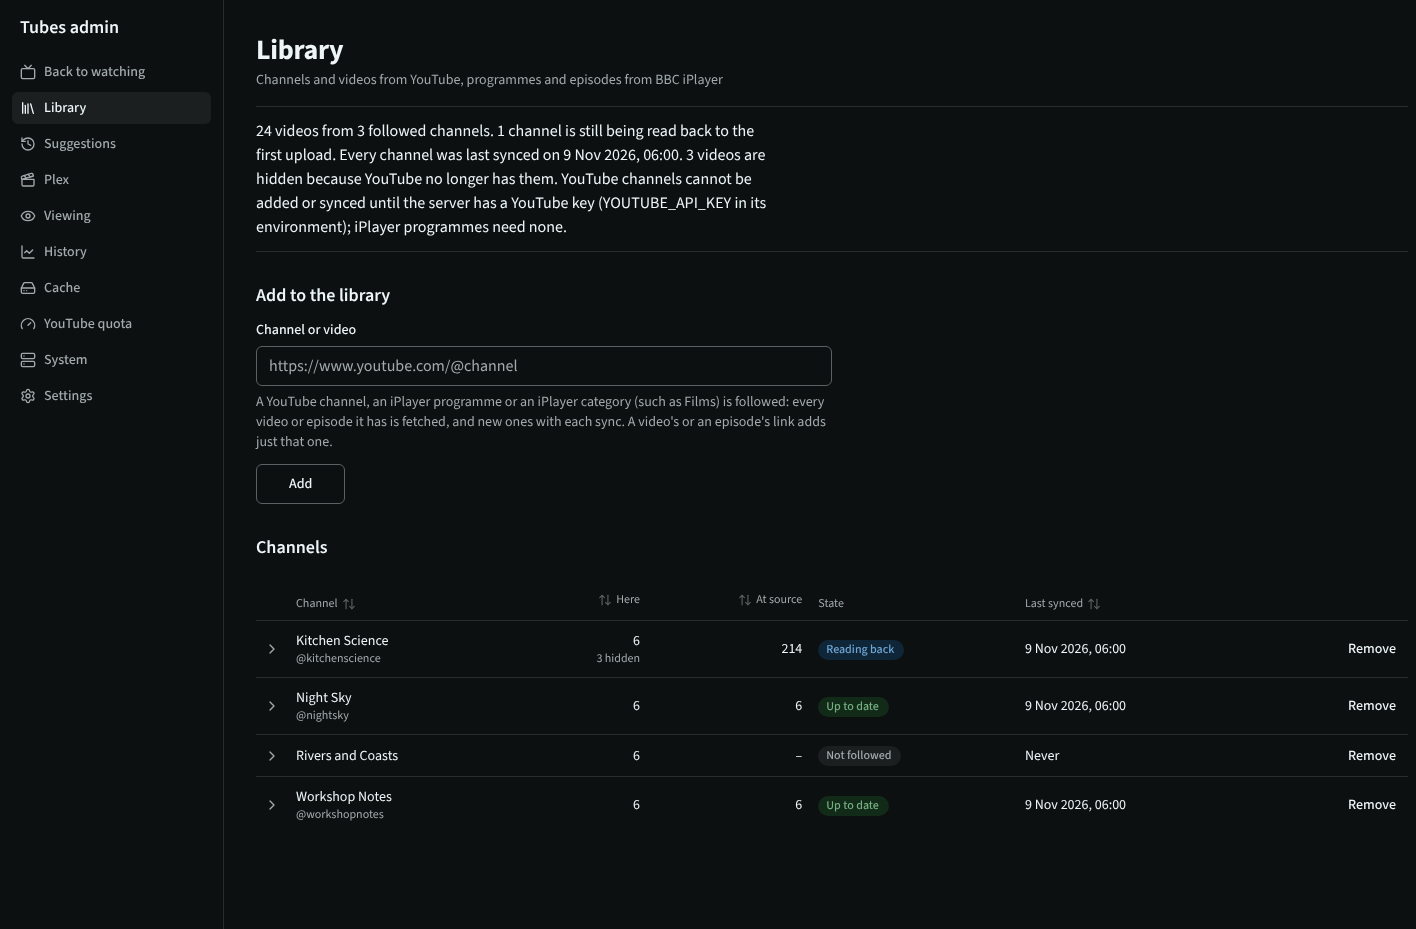 Tubes admin
Back to watching
Library
Suggestions
Plex
Viewing
History
Cache
YouTube quota
System
Settings
Library
Channels and videos from YouTube, programmes and episodes from BBC iPlayer
24 videos from 3 followed channels. 1 channel is still being read back to the
first upload. Every channel was last synced on 9 Nov 2026, 06:00. 3 videos are
hidden because YouTube no longer has them. YouTube channels cannot be
added or synced until the server has a YouTube key (YOUTUBE_API_KEY in its
environment); iPlayer programmes need none.
Add to the library
Channel or video
https://www.youtube.com/@channel
A YouTube channel, an iPlayer programme or an iPlayer category (such as Films) is followed: every
video or episode it has is fetched, and new ones with each sync. A video's or an episode's link adds
just that one.
Add
Channels
Channel Here At source State Last synced
Kitchen Science 6 214 Reading back 9 Nov 2026, 06:00 Remove
@kitchenscience 3 hidden
Night Sky 6 6 Up to date 9 Nov 2026, 06:00 Remove
@nightsky
Rivers and Coasts 6 – Not followed Never Remove
Workshop Notes 6 6 Up to date 9 Nov 2026, 06:00 Remove
@workshopnotes